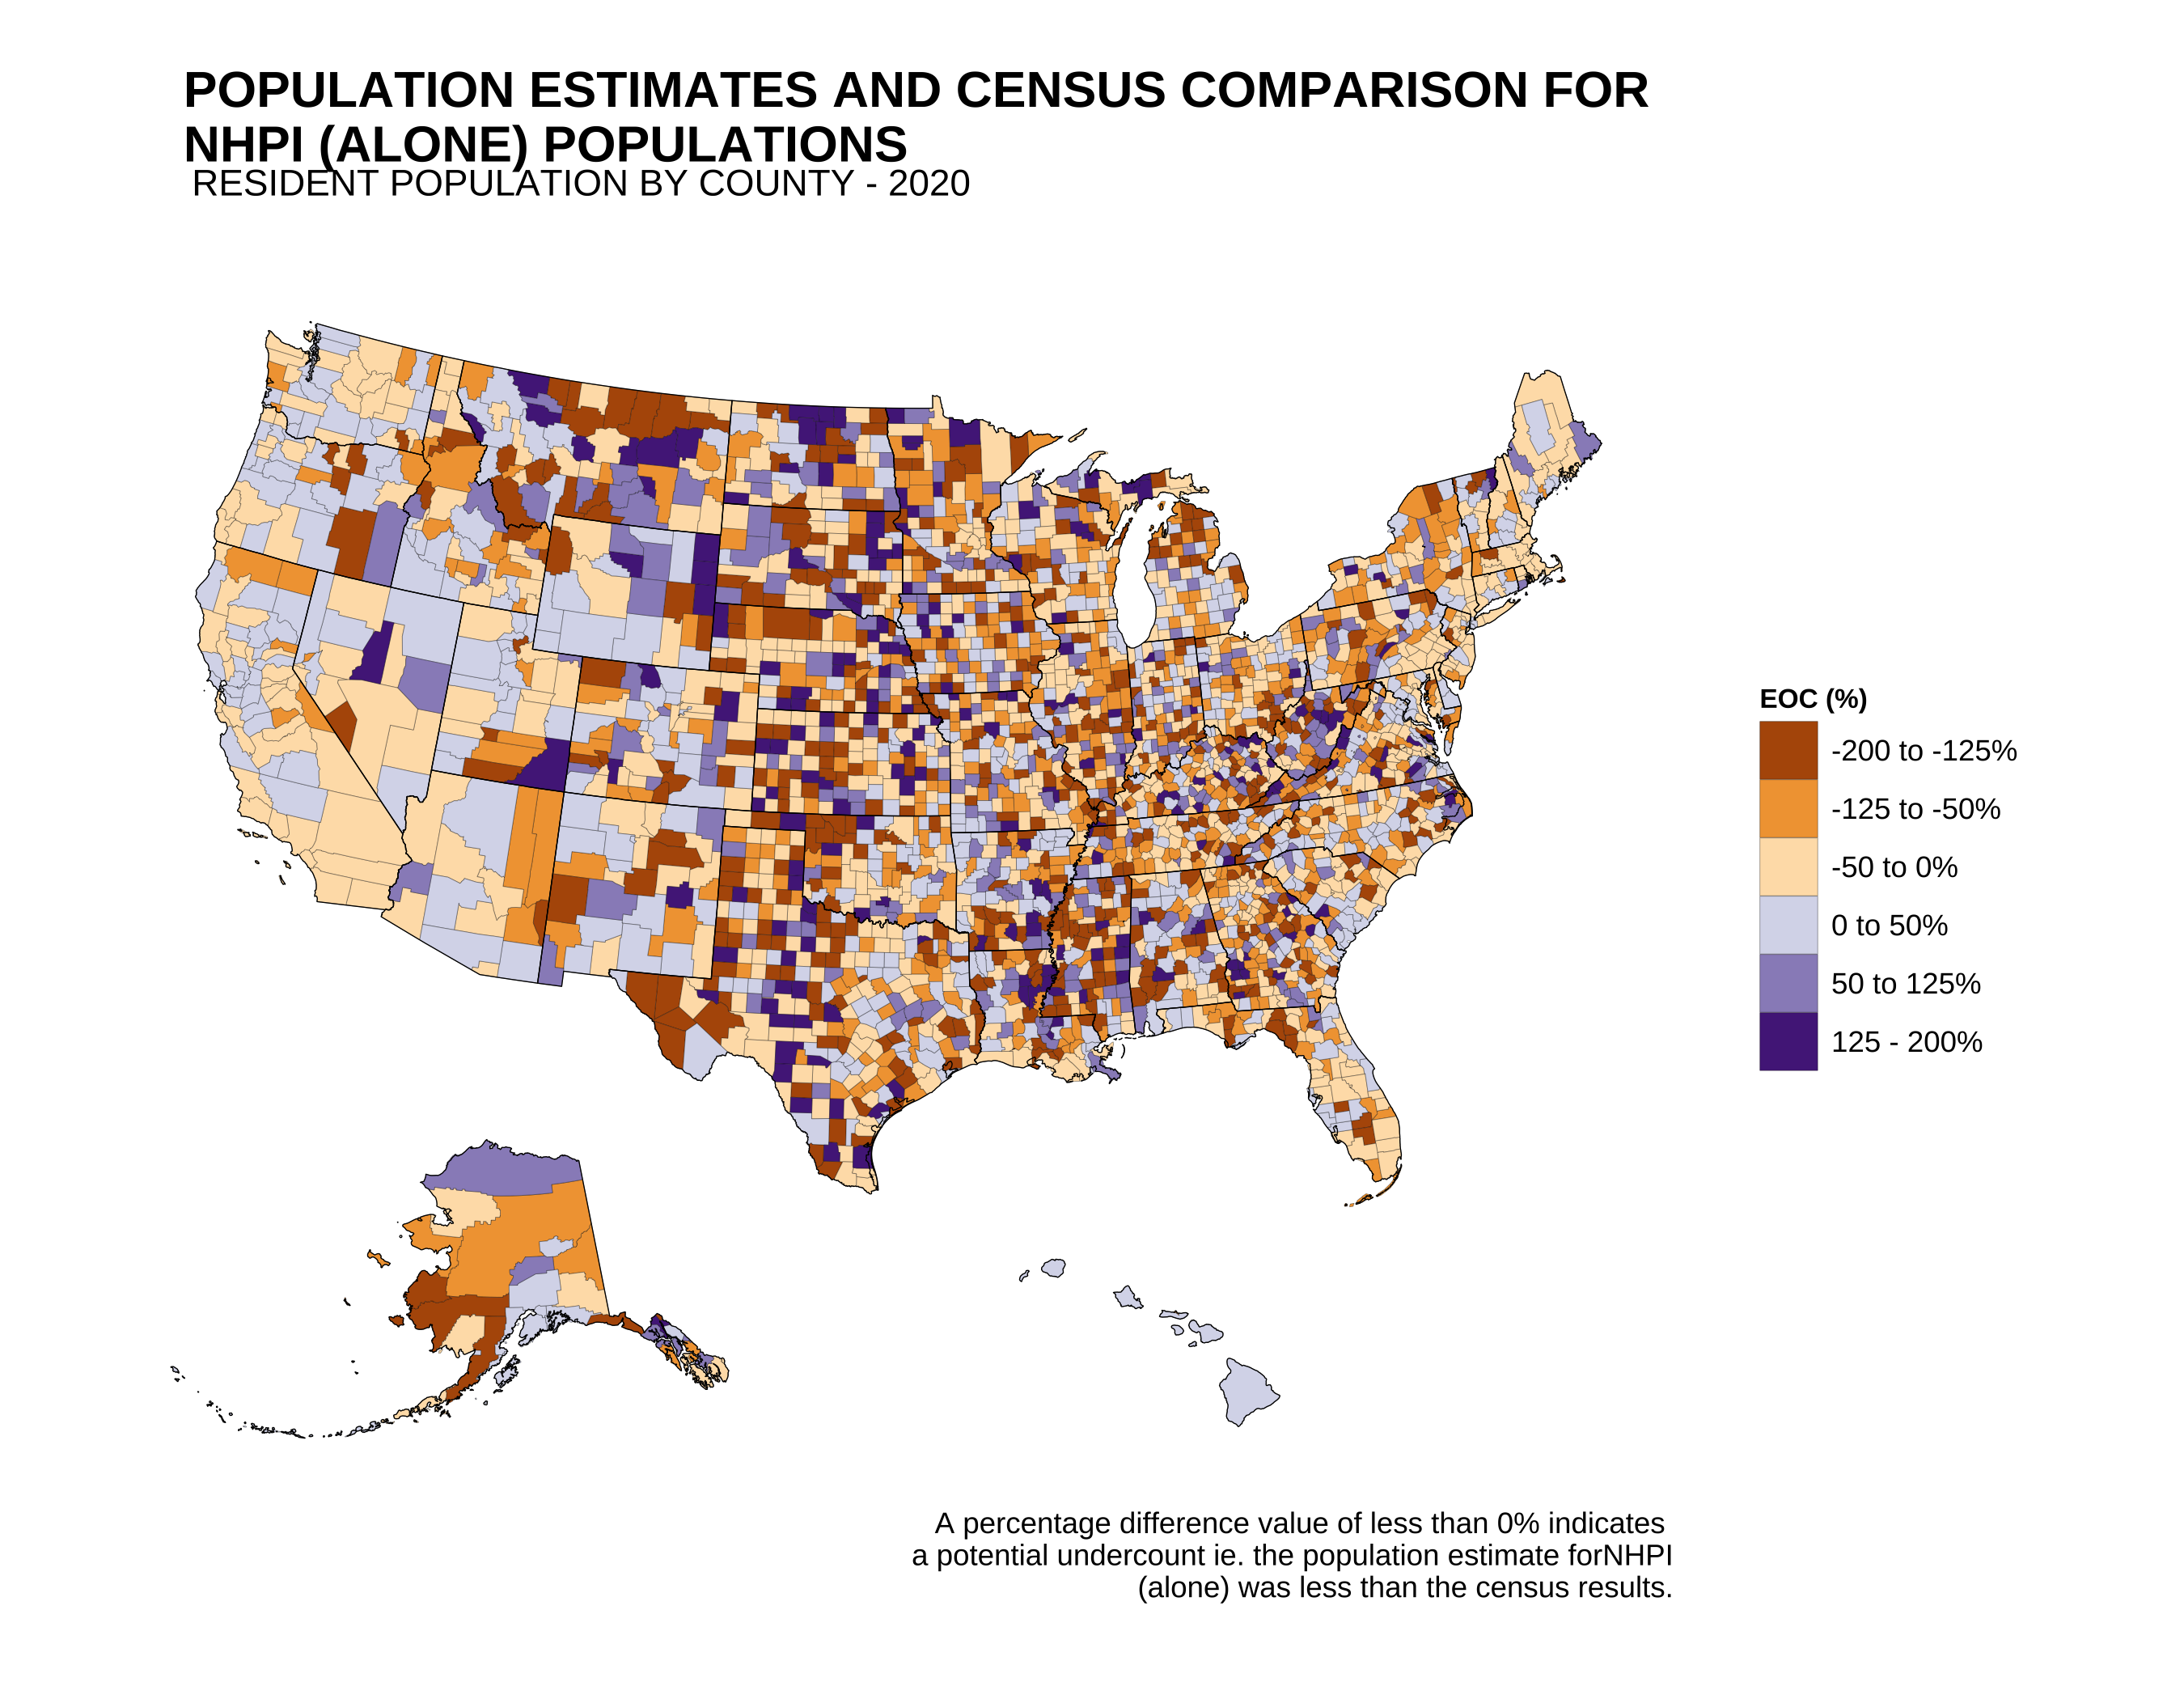 POPULATION ESTIMATES AND CENSUS COMPARISON FOR
NHPI (ALONE) POPULATIONS
RESIDENT POPULATION BY COUNTY - 2020
EOC (%)
-200 to -125%
-125 to -50%
-50 to 0%
0 to 50%
50 to 125%
125 - 200%
A percentage difference value of less than 0% indicates
a potential undercount ie. the population estimate forNHPI
(alone) was less than the census results.